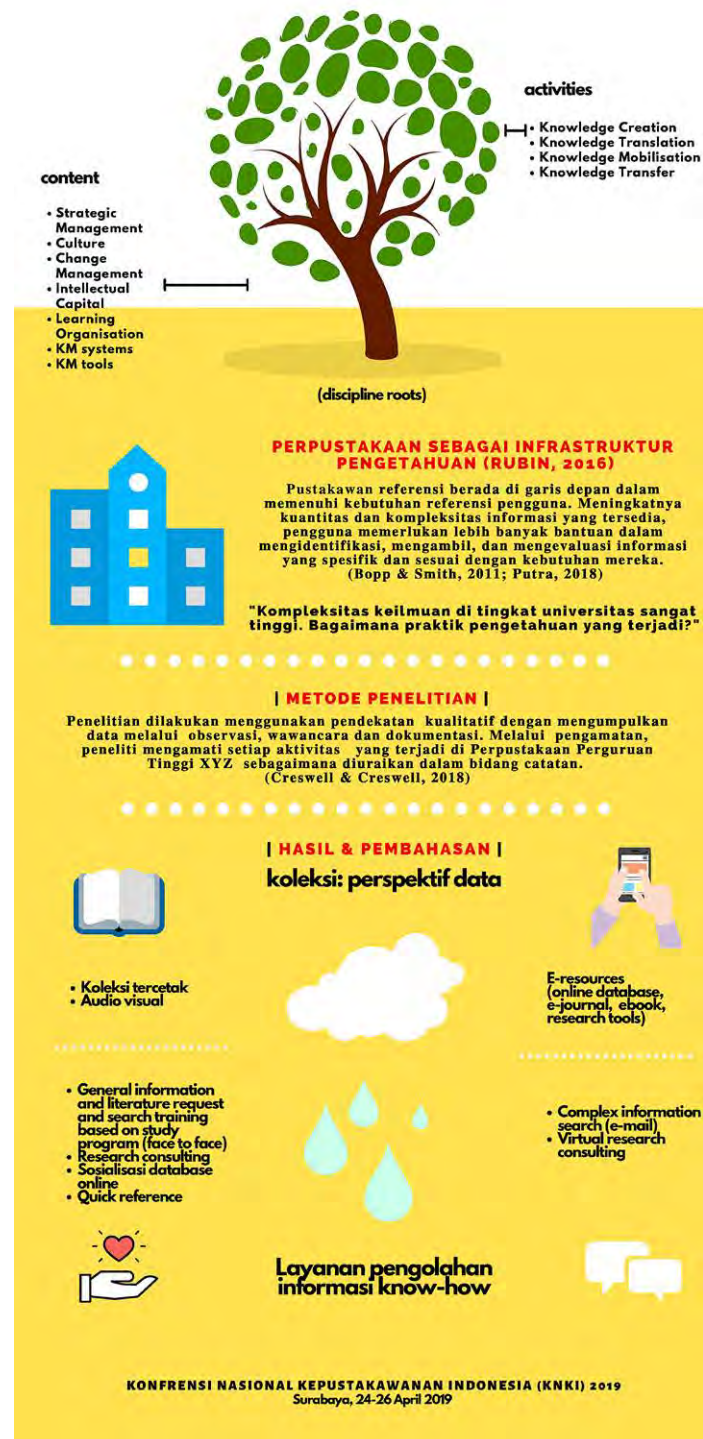 activities
• Knowledge Creation
• Knowledge Translation
• Knowledge Mobilisation
• Knowledge Transfer
content
• Strategic
Management
• Culture
• Change
Management
• Intellectual
Capital
• Learning
Organisation
• KM systems
• KM tools
(discipline roots)
PERPUSTAKAAN SEBAGAI INFRASTRUKTUR
PENGETAHUAN (RUBIN, 2016)
Pustakawan referensi berada di garis depan dalam
memenuhi kebutuhan referensi pengguna. Meningkatnya
kuantitas dan kompleksitas informasi yang tersedia,
pengguna memerlukan lebih banyak bantuan dalam
mengidentifikasi, mengambil, dan mengevaluasi informasi
yang spesifik dan sesuai dengan kebutuhan mereka.
(Bopp & Smith, 2011; Putra, 2018)
"Kompleksitas keilmuan di tingkat universitas sangat
tinggi. Bagaimana praktik pengetahuan yang terjadi?"
| METODE PENELITIAN |
Penelitian dilakukan menggunakan pendekatan kualitatif dengan mengumpulkan
data melalui observasi, wawancara dan dokumentasi. Melalui pengamatan,
peneliti mengamati setiap aktivitas yang terjadi di Perpustakaan Perguruan
Tinggi XYZ sebagaimana diuraikan dalam bidang catatan.
(Creswell & Creswell, 2018)
| HASIL & PEMBAHASAN |
koleksi: perspektif data
• Koleksi tercetak
• Audio visual
E-resources
(online database,
e-journal, ebook,
research tools)
• General information
and literature request
and search training
based on study
program (face to face)
• Research consulting
• Sosialisasi database
online
• Quick reference
• Complex information
search (e-mail)
• Virtual research
consulting
Layanan pengolahan
informasi know-how
KONFRENSI NASIONAL KEPUSTAKAWANAN INDONESIA (KNKI) 2019
Surabaya, 24-26 April 2019